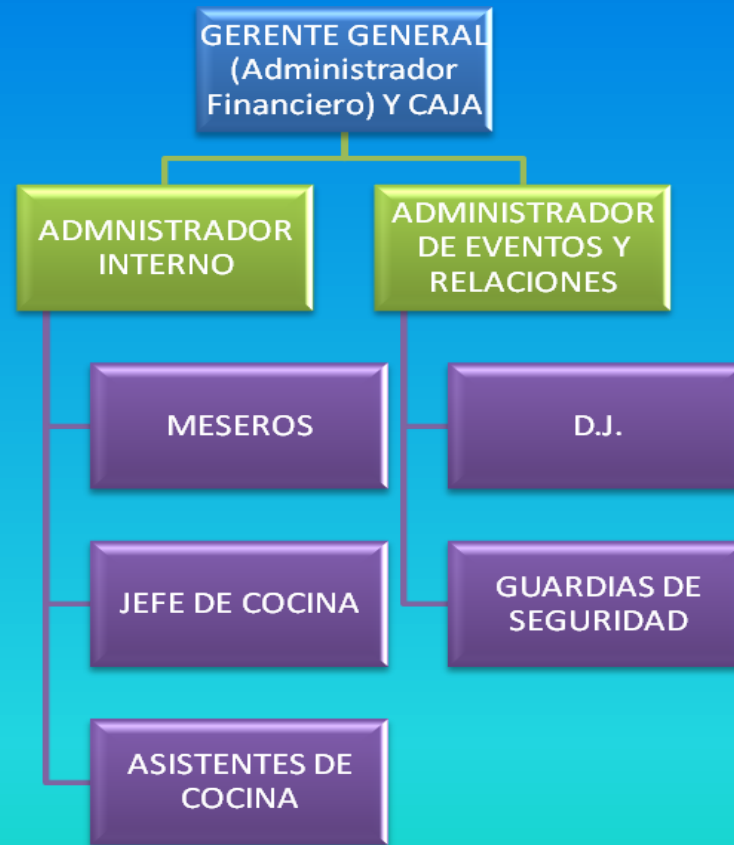 GERENTE GENERAL
(Administrador
Financiero) Y CAJA
ADMNISTRADOR
INTERNO
ADMINISTRADOR
DE EVENTOS Y
RELACIONES
MESEROS
D.J.
JEFE DE COCINA
GUARDIAS DE
SEGURIDAD
ASISTENTES DE
COCINA